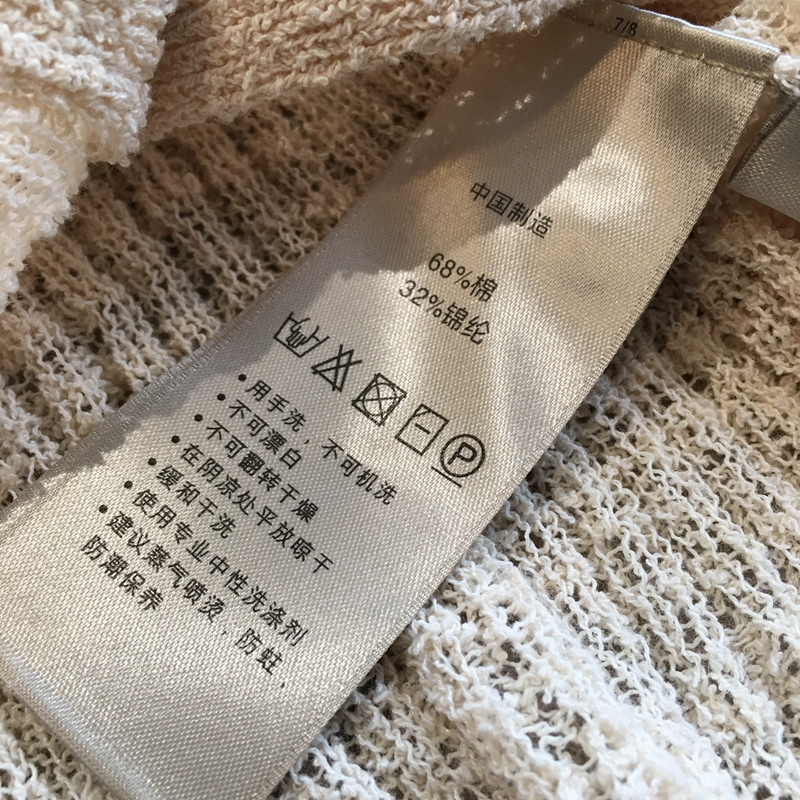 7/8
中国制造
68%棉
32%锦纶
P
• 用手洗，不可机洗
• 不可漂白
• 不可翻转干燥
• 在阴凉处平放晾干
• 缓和干洗
• 使用专业中性洗涤剂
• 建议蒸气喷烫，防蛀，
防潮保养